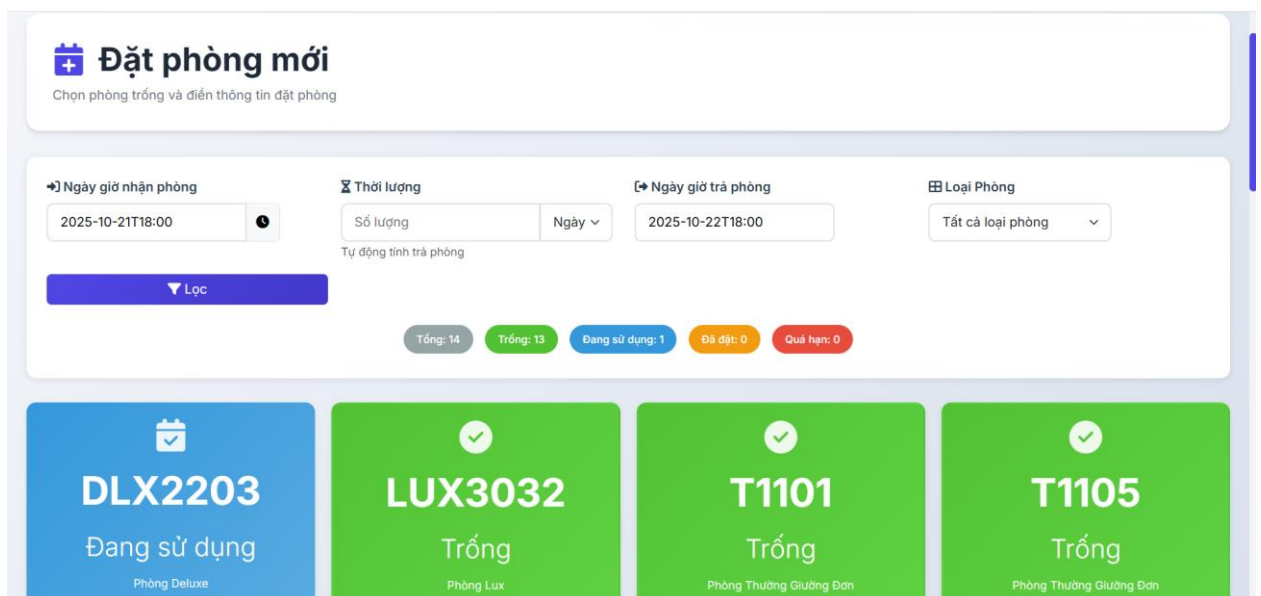 Đặt phòng mới
Chọn phòng trống và điền thông tin đặt phòng
Ngày giờ nhận phòng
Thời lượng
Ngày giờ trả phòng
Loại Phòng
2025-10-21T18:00
Số lượng
Ngày
2025-10-22T18:00
Tất cả loại phòng
Tự động tính trả phòng
Lọc
Tổng: 14
Trống: 13
Đang sử dụng: 1
Đã đặt: 0
Quá hạn: 0
DLX2203
Đang sử dụng
Phòng Deluxe
LUX3032
Trống
Phòng Lux
T1101
Trống
Phòng Thường Giường Đơn
T1105
Trống
Phòng Thường Giường Đơn